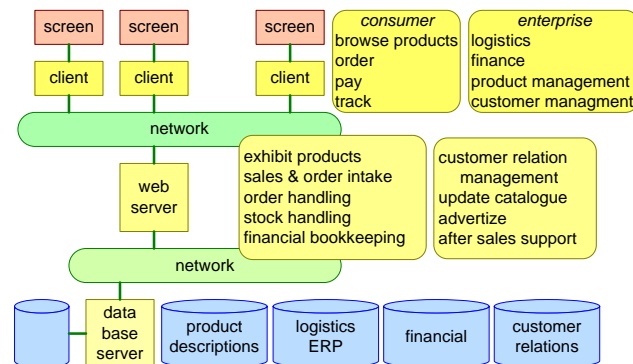 screen
screen
screen
client
client
client
consumer
browse products
order
pay
track
enterprise
logistics
finance
product management
customer managment
network
exhibit products
sales & order intake
order handling
stock handling
financial bookkeeping
customer relation
management
update catalogue
advertize
after sales support
web
server
network
data
base
server
product
descriptions
logistics
ERP
financial
customer
relations